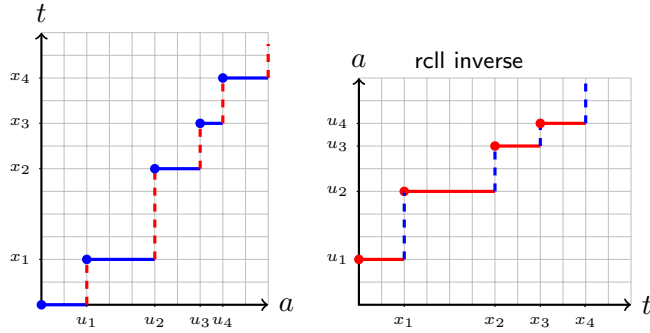 t
x₄
x₃
x₂
x₁
u₁ u₂ u₃ u₄ a
rcll inverse
a
u₄
u₃
u₂
u₁
x₁ x₂ x₃ x₄ t